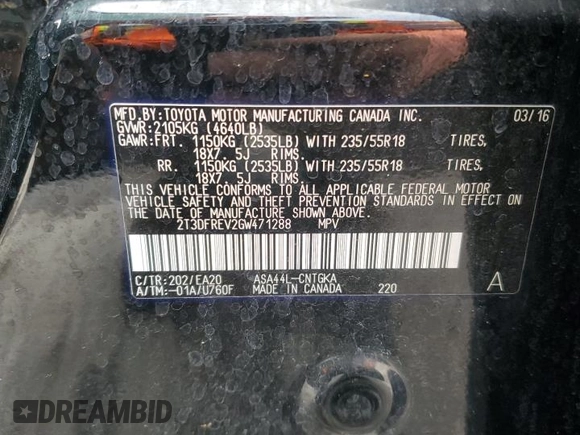 MFD.BY:TOYOTA MOTOR MANUFACTURING CANADA INC. 03/16
GVWR:2105KG (4640LB)
GAWR:FRT. 1150KG (2535LB) WITH 235/55R18 TIRES,
18X7. 5J RIMS.
RR. 1150KG (2535LB) WITH 235/55R18 TIRES,
18X7. 5J RIMS.
THIS VEHICLE CONFORMS TO ALL APPLICABLE FEDERAL MOTOR
VEHICLE SAFETY AND THEFT PREVENTION STANDARDS IN EFFECT ON
THE DATE OF MANUFACTURE SHOWN ABOVE.
2T3DFREV2GW471288 MPV
C/TR:202/EA20 ASA44L-CNTGKA
A/TM:-01A/U760F MADE IN CANADA 220 A
DREAMBID